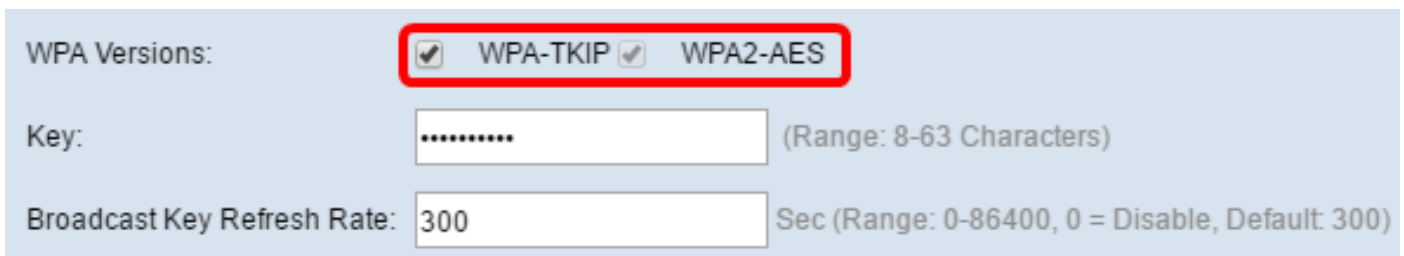 WPA Versions: WPA-TKIP WPA2-AES
Key: •••••••••• (Range: 8-63 Characters)
Broadcast Key Refresh Rate: 300 Sec (Range: 0-86400, 0 = Disable, Default: 300)